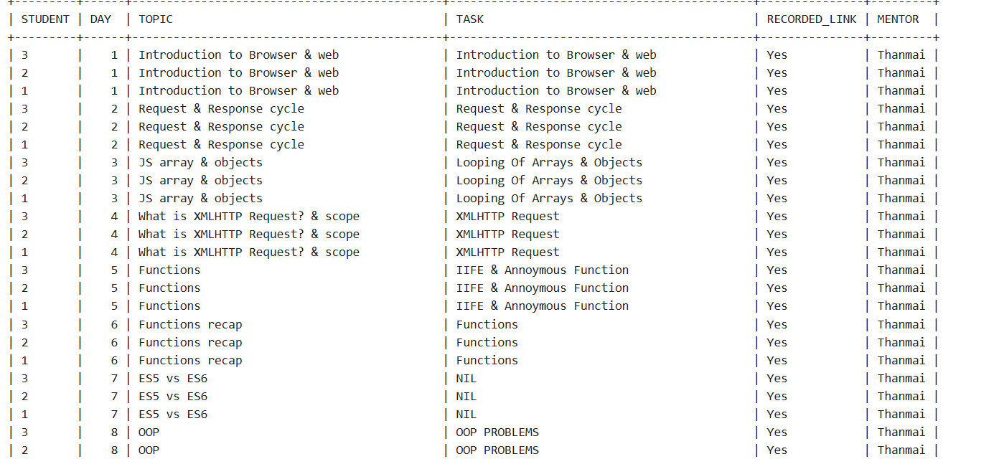 +---------+------+----------------------------------------------+--------------------------------------------+---------------+---------+
| STUDENT | DAY  | TOPIC                                        | TASK                                       | RECORDED_LINK | MENTOR  |
+---------+------+----------------------------------------------+--------------------------------------------+---------------+---------+
| 3       |    1 | Introduction to Browser & web                | Introduction to Browser & web              | Yes           | Thanmai |
| 2       |    1 | Introduction to Browser & web                | Introduction to Browser & web              | Yes           | Thanmai |
| 1       |    1 | Introduction to Browser & web                | Introduction to Browser & web              | Yes           | Thanmai |
| 3       |    2 | Request & Response cycle                     | Request & Response cycle                   | Yes           | Thanmai |
| 2       |    2 | Request & Response cycle                     | Request & Response cycle                   | Yes           | Thanmai |
| 1       |    2 | Request & Response cycle                     | Request & Response cycle                   | Yes           | Thanmai |
| 3       |    3 | JS array & objects                           | Looping Of Arrays & Objects                | Yes           | Thanmai |
| 2       |    3 | JS array & objects                           | Looping Of Arrays & Objects                | Yes           | Thanmai |
| 1       |    3 | JS array & objects                           | Looping Of Arrays & Objects                | Yes           | Thanmai |
| 3       |    4 | What is XMLHTTP Request? & scope             | XMLHTTP Request                            | Yes           | Thanmai |
| 2       |    4 | What is XMLHTTP Request? & scope             | XMLHTTP Request                            | Yes           | Thanmai |
| 1       |    4 | What is XMLHTTP Request? & scope             | XMLHTTP Request                            | Yes           | Thanmai |
| 3       |    5 | Functions                                    | IIFE & Annoymous Function                  | Yes           | Thanmai |
| 2       |    5 | Functions                                    | IIFE & Annoymous Function                  | Yes           | Thanmai |
| 1       |    5 | Functions                                    | IIFE & Annoymous Function                  | Yes           | Thanmai |
| 3       |    6 | Functions recap                              | Functions                                  | Yes           | Thanmai |
| 2       |    6 | Functions recap                              | Functions                                  | Yes           | Thanmai |
| 1       |    6 | Functions recap                              | Functions                                  | Yes           | Thanmai |
| 3       |    7 | ES5 vs ES6                                   | NIL                                        | Yes           | Thanmai |
| 2       |    7 | ES5 vs ES6                                   | NIL                                        | Yes           | Thanmai |
| 1       |    7 | ES5 vs ES6                                   | NIL                                        | Yes           | Thanmai |
| 3       |    8 | OOP                                          | OOP PROBLEMS                               | Yes           | Thanmai |
| 2       |    8 | OOP                                          | OOP PROBLEMS                               | Yes           | Thanmai |